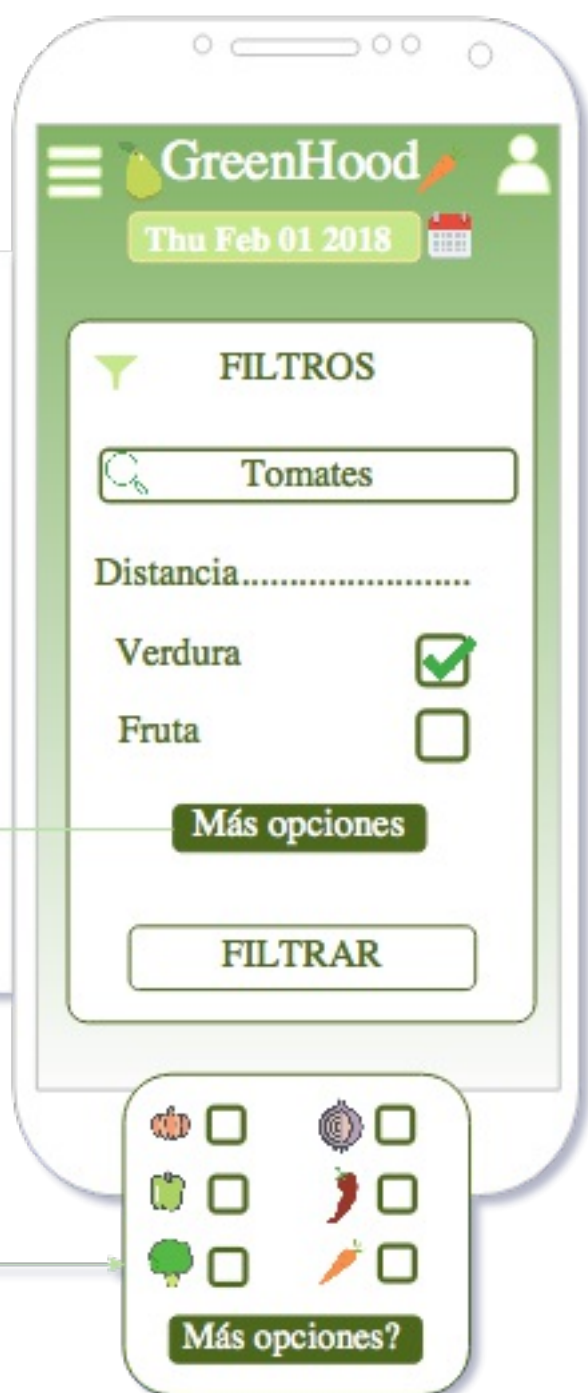 GreenHood
Thu Feb 01 2018
FILTROS
Tomates
Distancia.......................
Verdura
Fruta
Más opciones
FILTRAR
Más opciones?